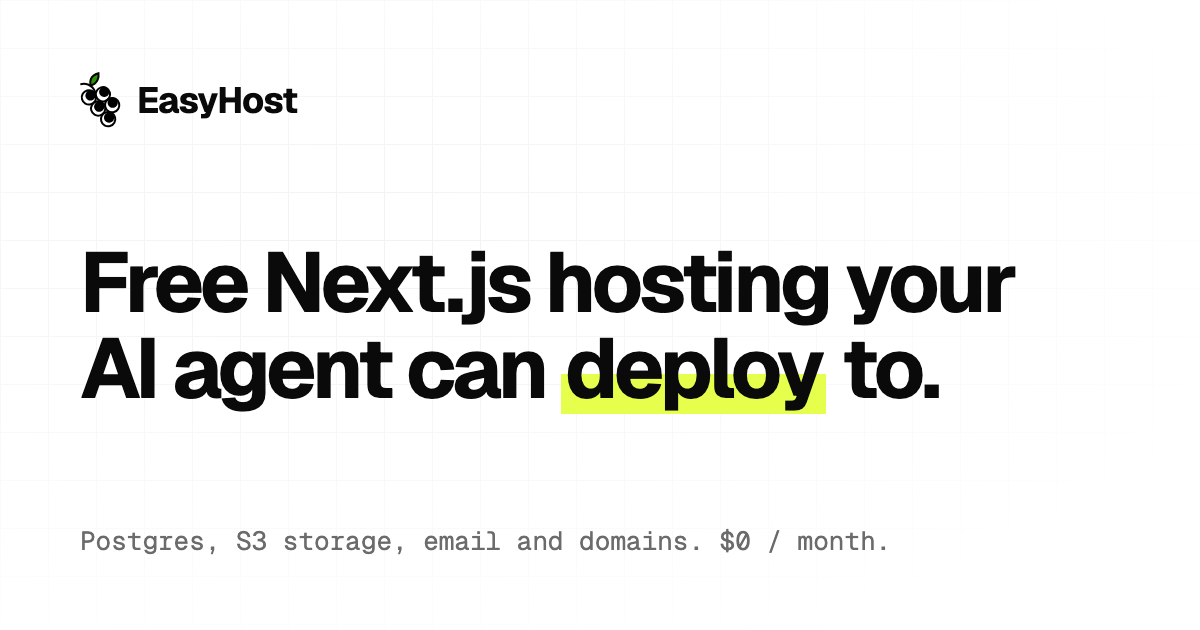 EasyHost
Free Next.js hosting your
AI agent can deploy to.
Postgres, S3 storage, email and domains. $0 / month.